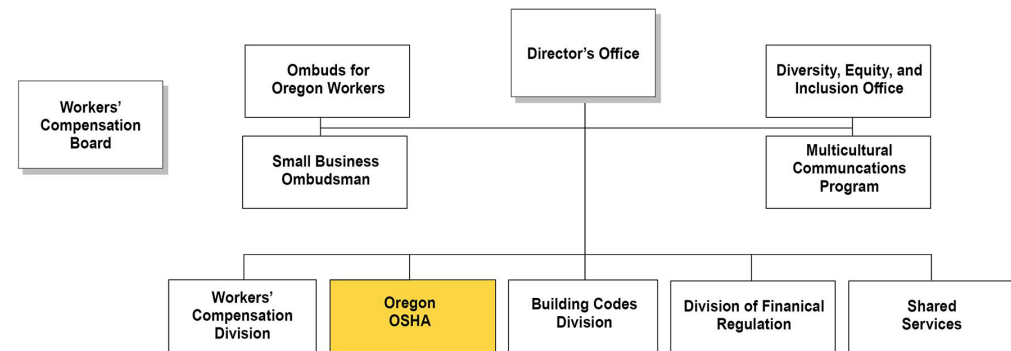 Director's Office
Ombuds for
Oregon Workers
Diversity, Equity, and
Inclusion Office
Workers'
Compensation
Board
Small Business
Ombudsman
Multicultural
Communcations
Program
Workers'
Compensation
Division
Oregon
OSHA
Building Codes
Division
Division of Finanical
Regulation
Shared
Services